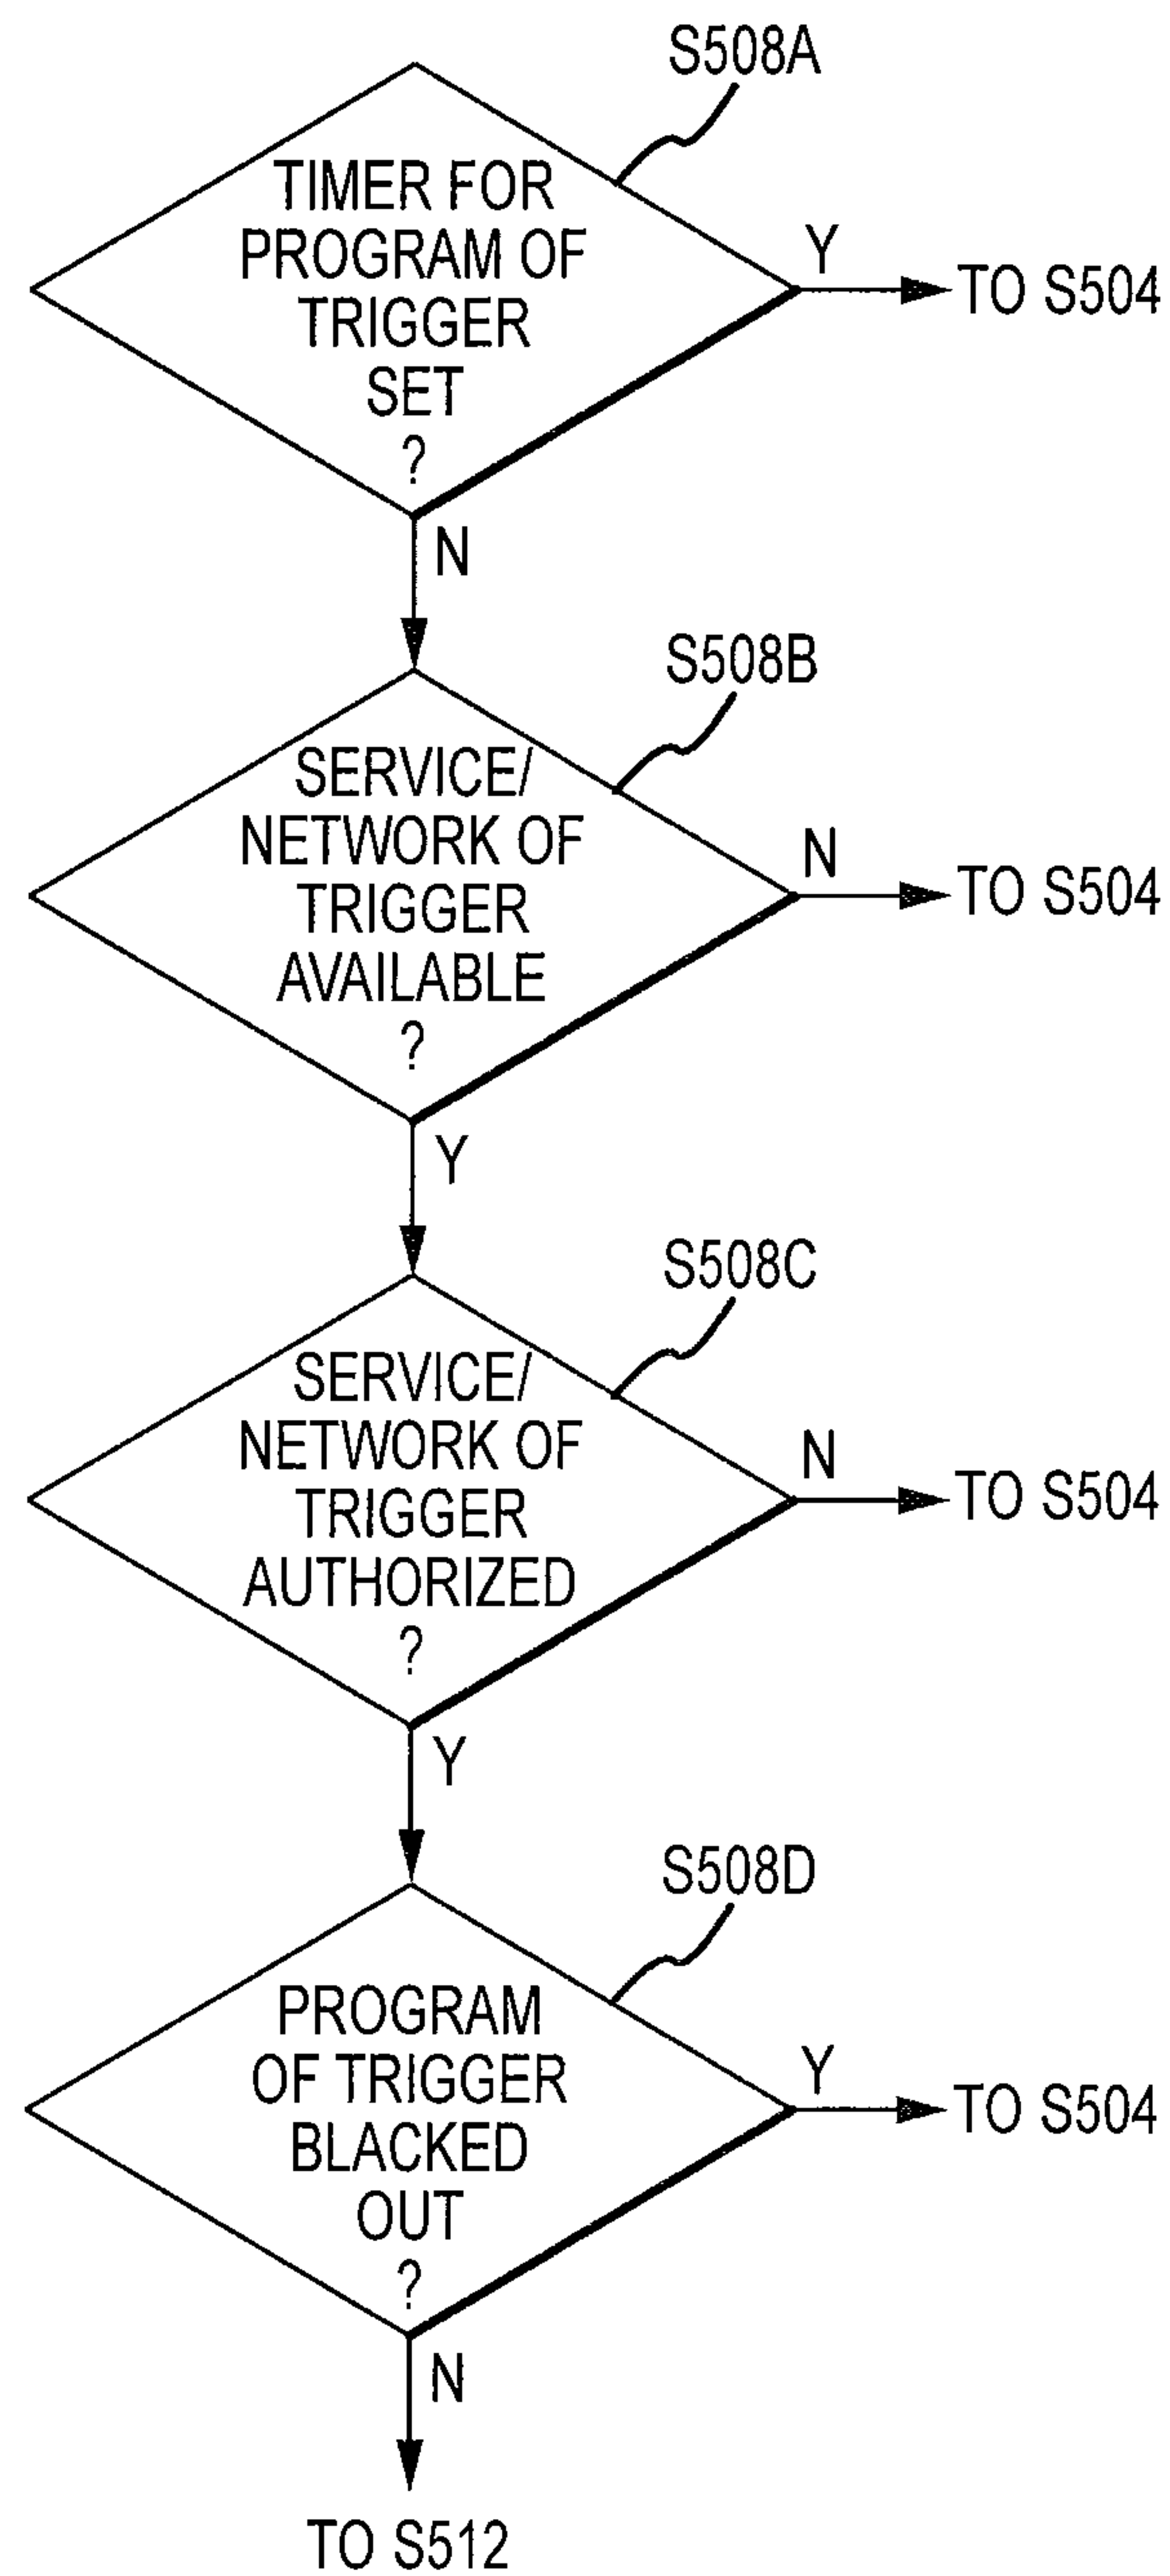 S508A
TIMER FOR
PROGRAM OF
TRIGGER
SET
?
Y
TO S504
N
S508B
SERVICE/
NETWORK OF
TRIGGER
AVAILABLE
?
N
TO S504
Y
S508C
SERVICE/
NETWORK OF
TRIGGER
AUTHORIZED
?
N
TO S504
Y
S508D
PROGRAM
OF TRIGGER
BLACKED
OUT
?
Y
TO S504
N
TO S512